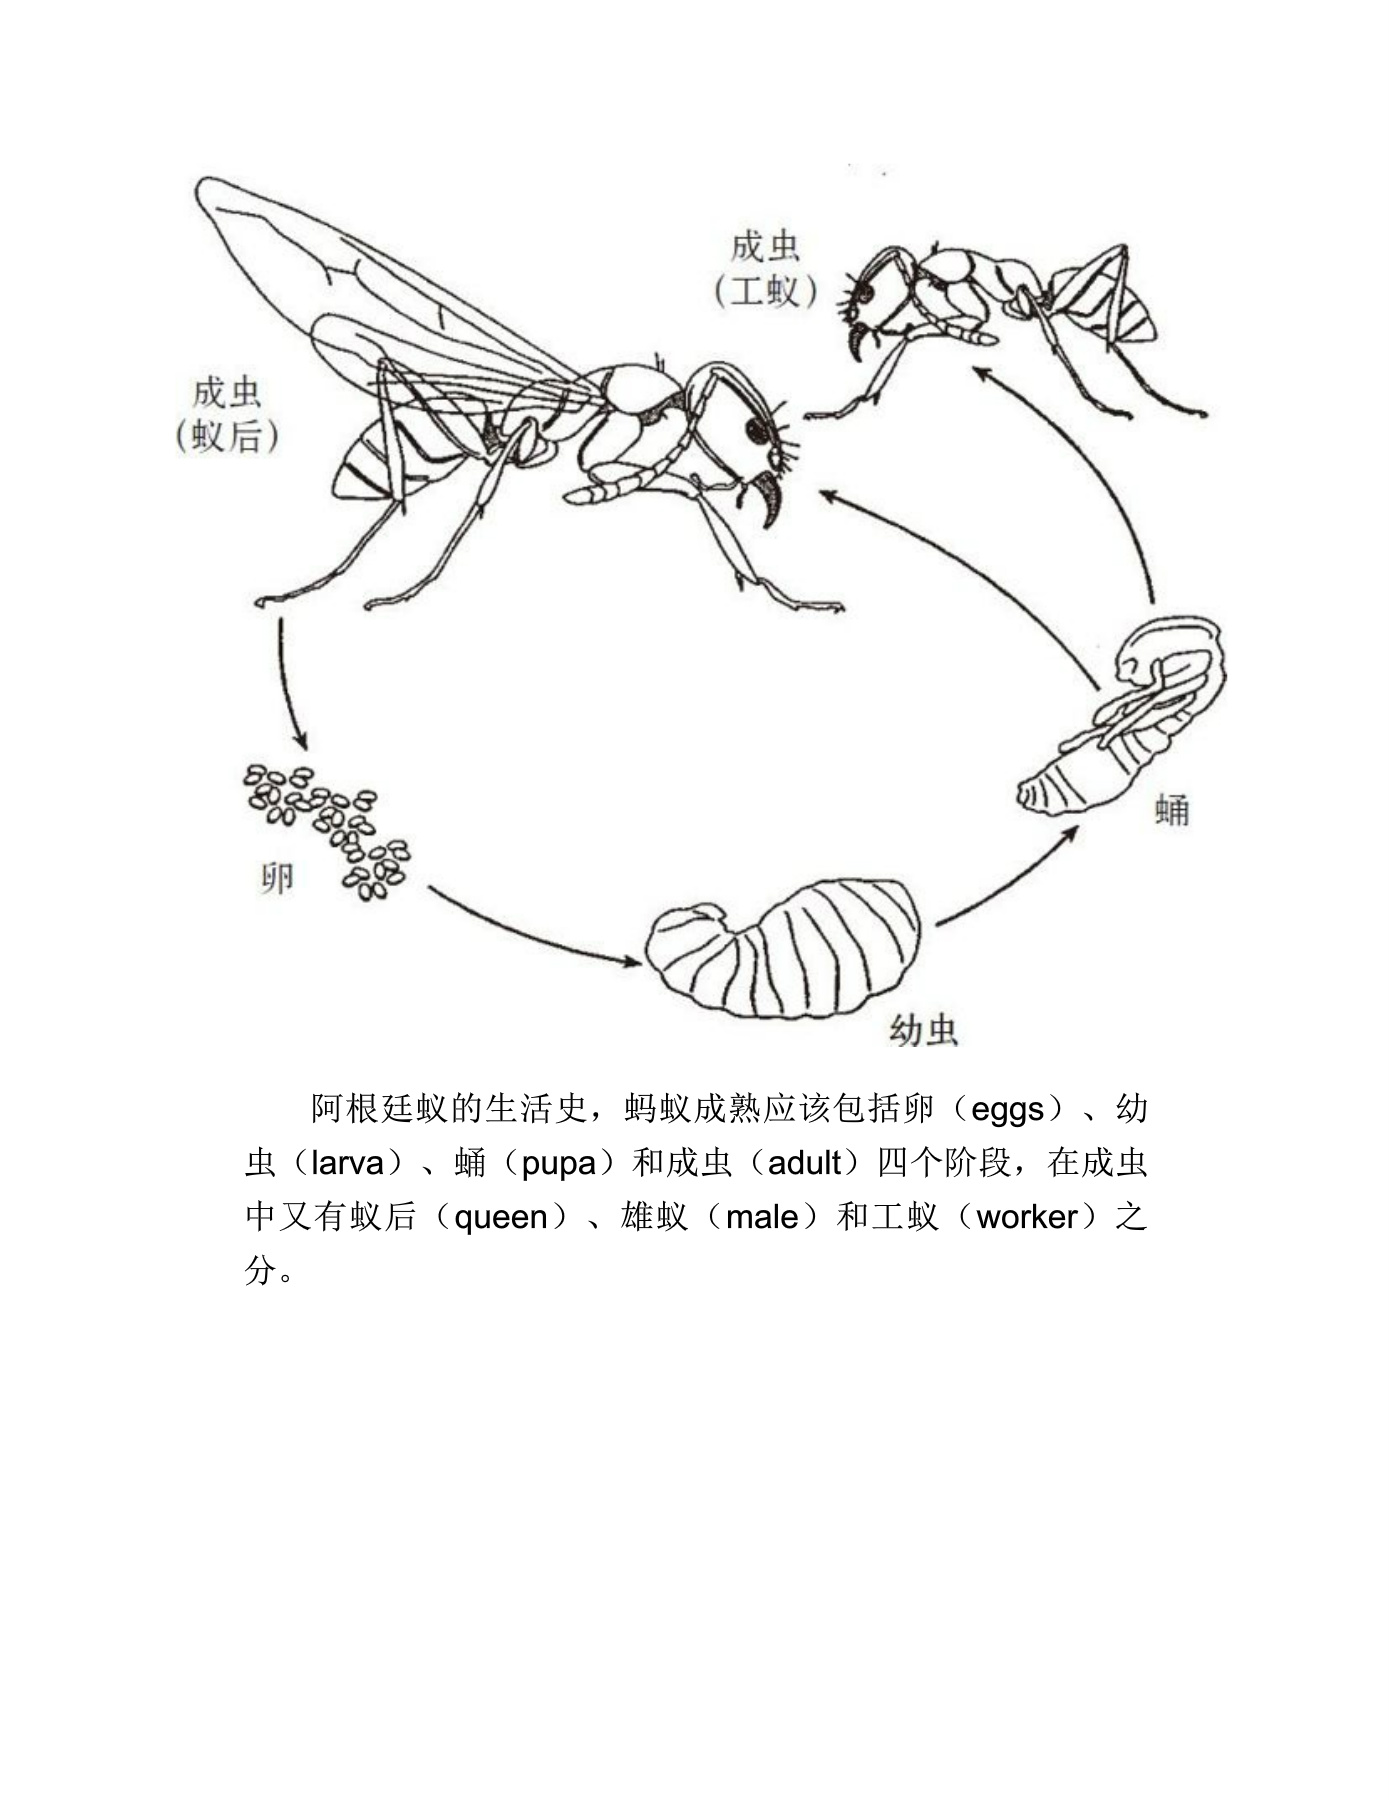 成虫
（工蚁）
成虫
（蚁后）
蛹
卵
幼虫
阿根廷蚁的生活史，蚂蚁成熟应该包括卵（eggs）、幼
虫（larva）、蛹（pupa）和成虫（adult）四个阶段，在成虫
中又有蚁后（queen）、雄蚁（male）和工蚁（worker）之
分。